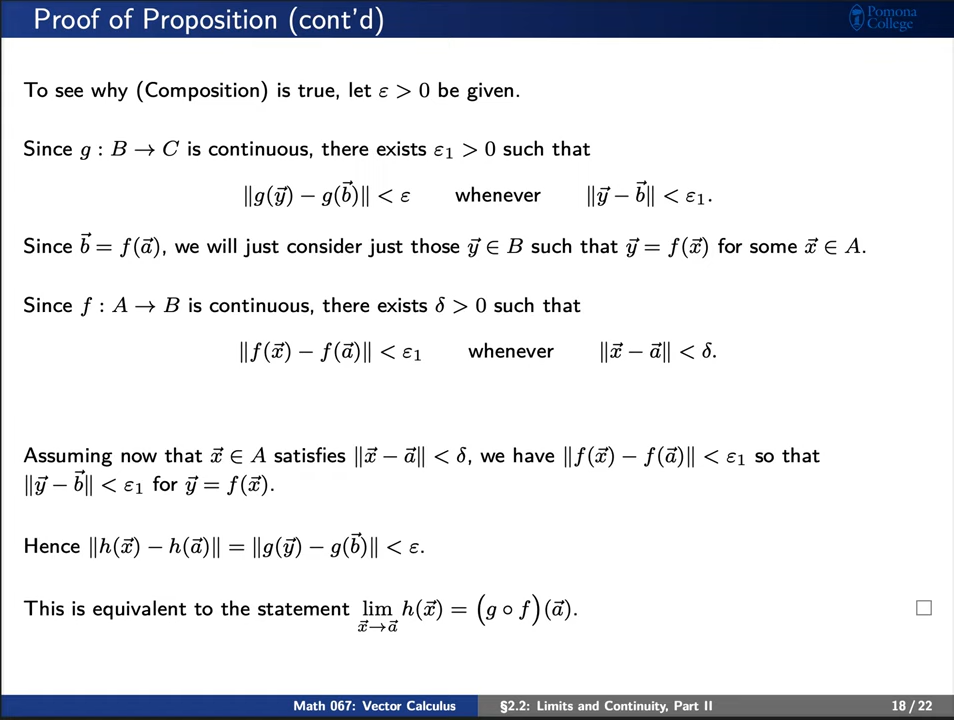 Proof of Proposition (cont'd)
Pomona
College
To see why (Composition) is true, let ε > 0 be given.
Since g : B → C is continuous, there exists ε₁ > 0 such that
‖g(y⃗) − g(b⃗)‖ < ε whenever ‖y⃗ − b⃗‖ < ε₁.
Since b⃗ = f(a⃗), we will just consider just those y⃗ ∈ B such that y⃗ = f(x⃗) for some x⃗ ∈ A.
Since f : A → B is continuous, there exists δ > 0 such that
‖f(x⃗) − f(a⃗)‖ < ε₁ whenever ‖x⃗ − a⃗‖ < δ.
Assuming now that x⃗ ∈ A satisfies ‖x⃗ − a⃗‖ < δ, we have ‖f(x⃗) − f(a⃗)‖ < ε₁ so that
‖y⃗ − b⃗‖ < ε₁ for y⃗ = f(x⃗).
Hence ‖h(x⃗) − h(a⃗)‖ = ‖g(y⃗) − g(b⃗)‖ < ε.
This is equivalent to the statement lim x⃗→a⃗ h(x⃗) = (g ∘ f)(a⃗). □
Math 067: Vector Calculus §2.2: Limits and Continuity, Part II 18 / 22